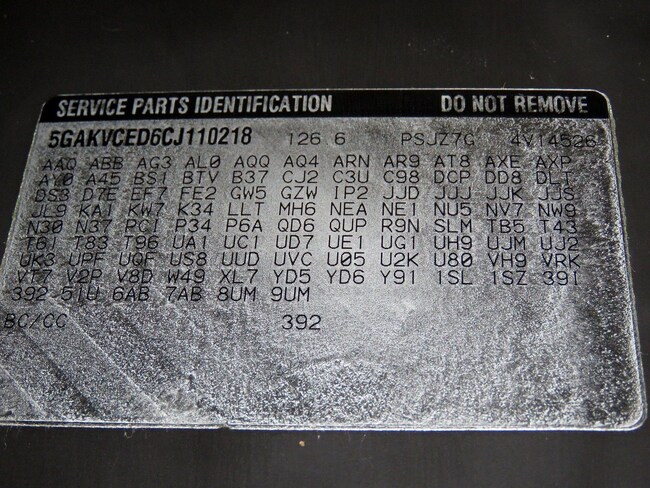 SERVICE PARTS IDENTIFICATION DO NOT REMOVE
5GAKVCED6CJ110218 126 6 PSJZ7G 4V14526
AAQ ABB AG3 AL0 AQQ AQ4 ARN AR9 AT8 AXE AXP
AY0 A45 BS1 BTV B37 CJ2 C3U C98 DCP DD8 DLT
DS3 D7E EF7 FE2 GW5 GZW IP2 JJD JJJ JJK JJS
JL9 KA1 KW7 K34 LLT MH6 NEA NE1 NU5 NV7 NW9
N30 N37 PCI P34 P6A QD6 QUP R9N SLM TB5 T43
T61 T83 T96 UA1 UC1 UD7 UE1 UG1 UH9 UJM UJ2
UK3 UPF UQF US8 UUD UVC U05 U2K U80 VH9 VRK
VT7 V2P V8D W49 XL7 YD5 YD6 Y91 1SL 1SZ 39I
392 5IU 6AB 7AB 8UM 9UM
BC/CC 392